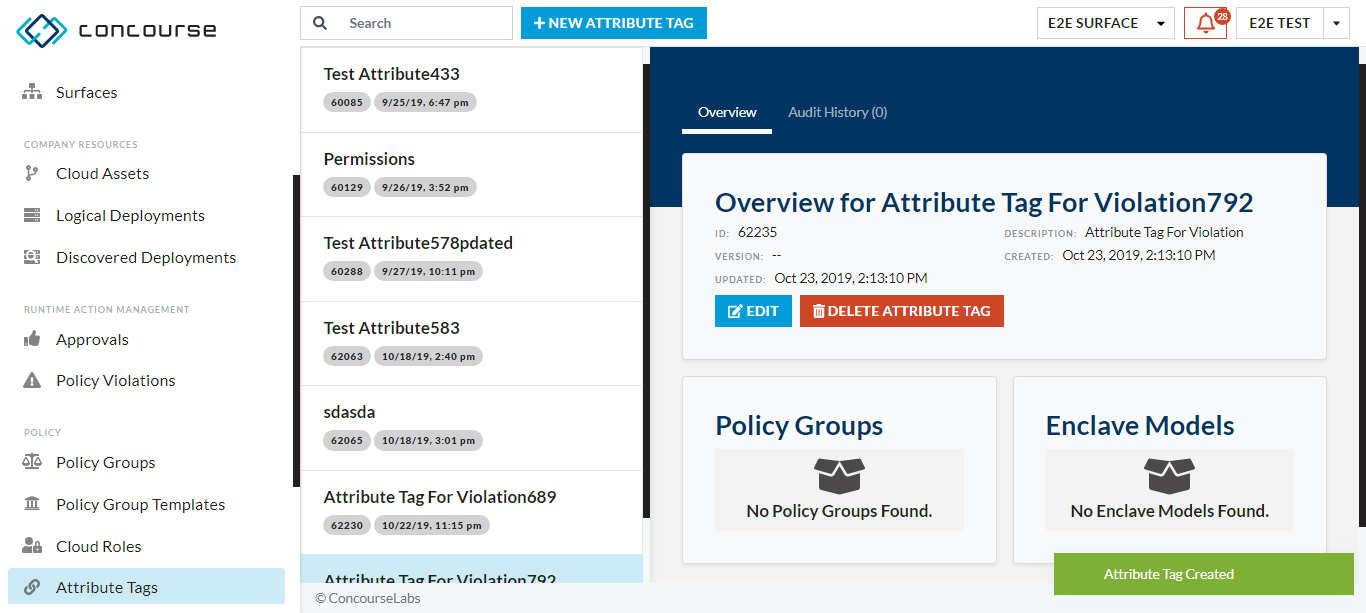 concourse
Search
NEW ATTRIBUTE TAG
E2E SURFACE
28
E2E TEST
Surfaces
COMPANY RESOURCES
Cloud Assets
Logical Deployments
Discovered Deployments
RUNTIME ACTION MANAGEMENT
Approvals
Policy Violations
POLICY
Policy Groups
Policy Group Templates
Cloud Roles
Attribute Tags
Test Attribute433
60085 9/25/19, 6:47 pm
Permissions
60129 9/26/19, 3:52 pm
Test Attribute578pdated
60288 9/27/19, 10:11 pm
Test Attribute583
62063 10/18/19, 2:40 pm
sdasda
62065 10/18/19, 3:01 pm
Attribute Tag For Violation689
62230 10/22/19, 11:15 pm
Attribute Tag For Violation792
© ConcourseLabs
Overview Audit History (0)
Overview for Attribute Tag For Violation792
ID: 62235
DESCRIPTION: Attribute Tag For Violation
VERSION: --
CREATED: Oct 23, 2019, 2:13:10 PM
UPDATED: Oct 23, 2019, 2:13:10 PM
EDIT
DELETE ATTRIBUTE TAG
Policy Groups
No Policy Groups Found.
Enclave Models
No Enclave Models Found.
Attribute Tag Created